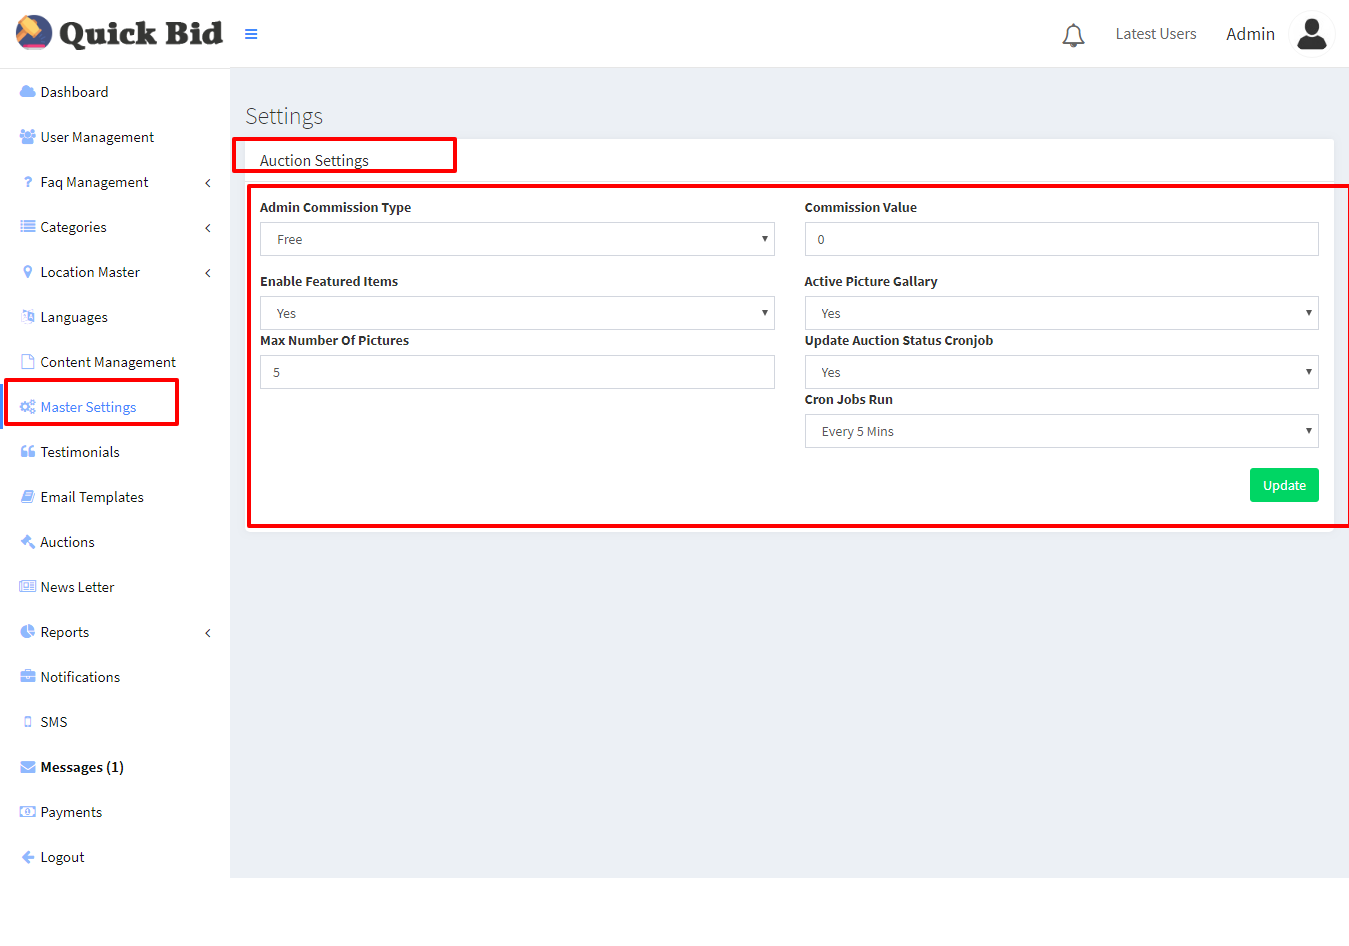 Quick Bid
Latest Users
Admin
Dashboard
User Management
Faq Management
Categories
Location Master
Languages
Content Management
Master Settings
Testimonials
Email Templates
Auctions
News Letter
Reports
Notifications
SMS
Messages (1)
Payments
Logout
Settings
Auction Settings
Admin Commission Type
Free
Commission Value
0
Enable Featured Items
Yes
Active Picture Gallary
Yes
Max Number Of Pictures
5
Update Auction Status Cronjob
Yes
Cron Jobs Run
Every 5 Mins
Update